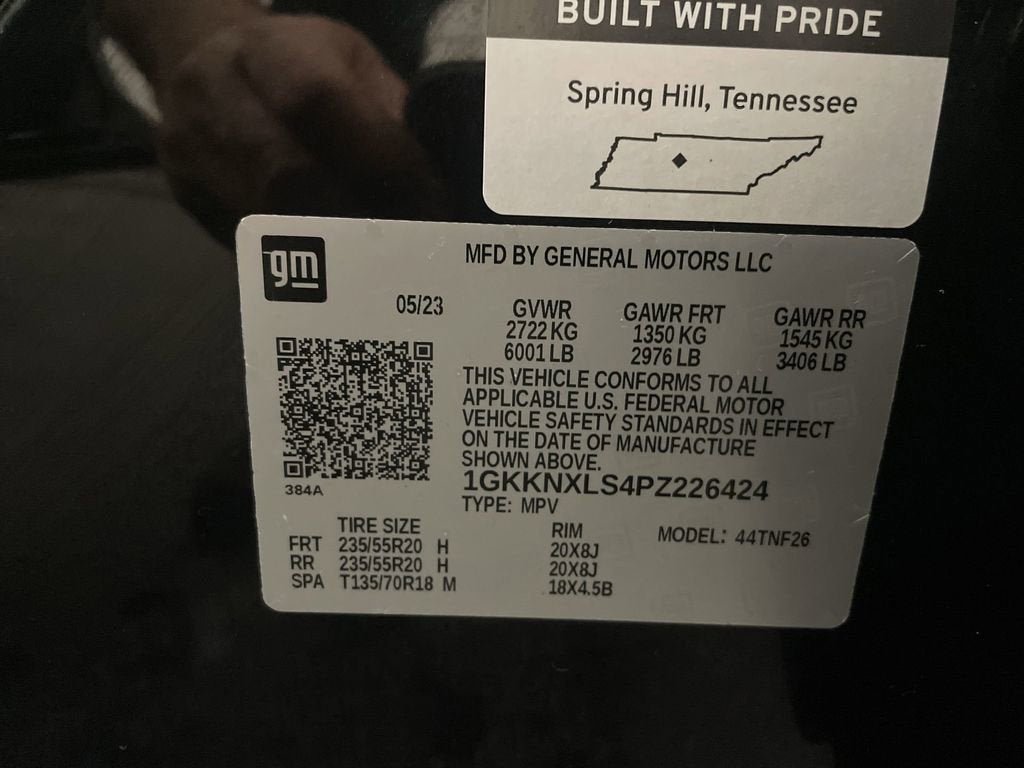 BUILT WITH PRIDE
Spring Hill, Tennessee
gm
MFD BY GENERAL MOTORS LLC
05/23 GVWR GAWR FRT GAWR RR
2722 KG 1350 KG 1545 KG
6001 LB 2976 LB 3406 LB
THIS VEHICLE CONFORMS TO ALL
APPLICABLE U.S. FEDERAL MOTOR
VEHICLE SAFETY STANDARDS IN EFFECT
ON THE DATE OF MANUFACTURE
SHOWN ABOVE.
384A
1GKKNXLS4PZ226424
TYPE: MPV
TIRE SIZE RIM MODEL: 44TNF26
FRT 235/55R20 H 20X8J
RR 235/55R20 H 20X8J
SPA T135/70R18 M 18X4.5B